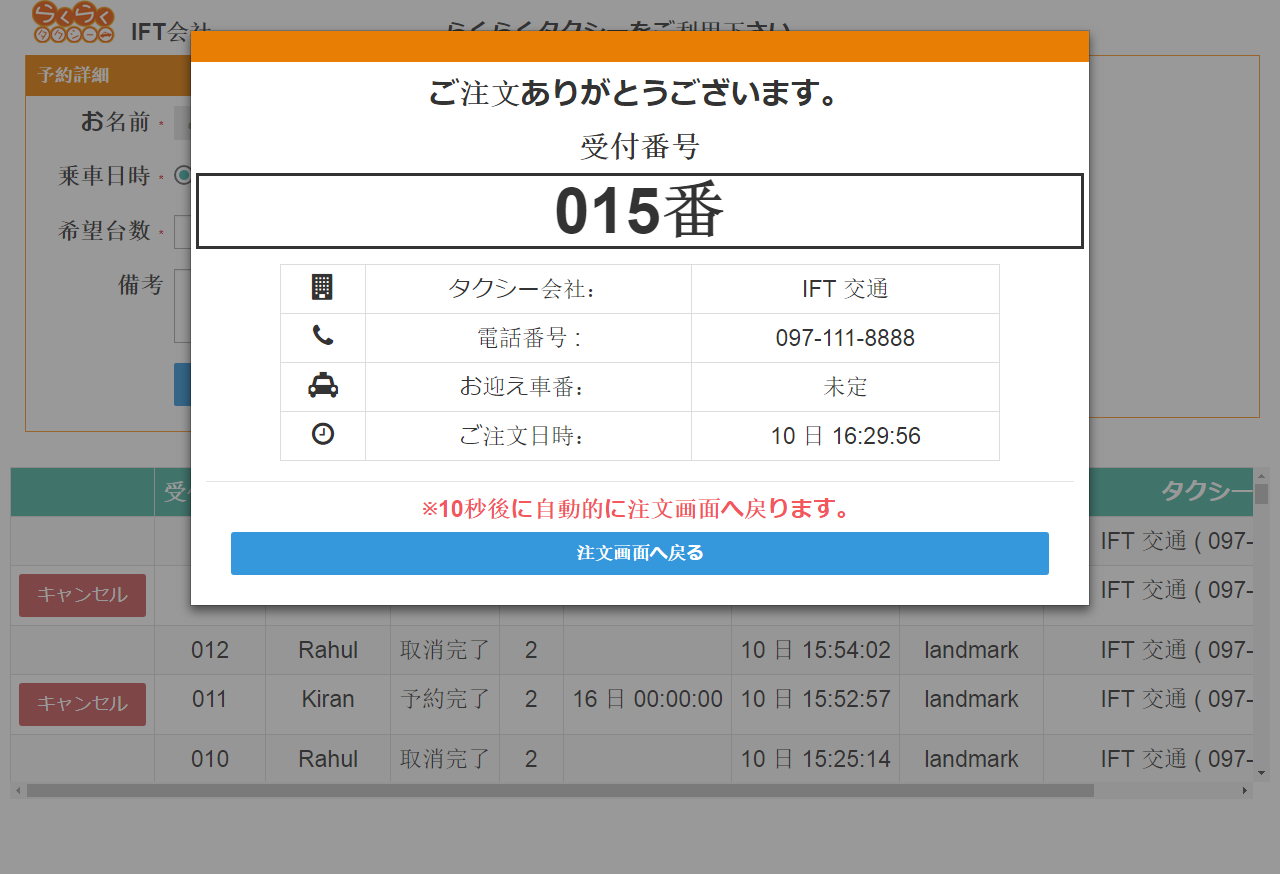 らくらく
タクシー
IFT会社
らくらくタクシーをご利用下さい
予約詳細
お名前 *
乗車日時 *
希望台数 *
備考
ご注文ありがとうございます。
受付番号
015番
タクシー会社: IFT 交通
電話番号 : 097-111-8888
お迎え車番: 未定
ご注文日時: 10 日 16:29:56
※10秒後に自動的に注文画面へ戻ります。
注文画面へ戻る
受 タクシー
IFT 交通 ( 097-
キャンセル IFT 交通 ( 097-
012 Rahul 取消完了 2 10 日 15:54:02 landmark IFT 交通 ( 097-
キャンセル 011 Kiran 予約完了 2 16 日 00:00:00 10 日 15:52:57 landmark IFT 交通 ( 097-
010 Rahul 取消完了 2 10 日 15:25:14 landmark IFT 交通 ( 097-